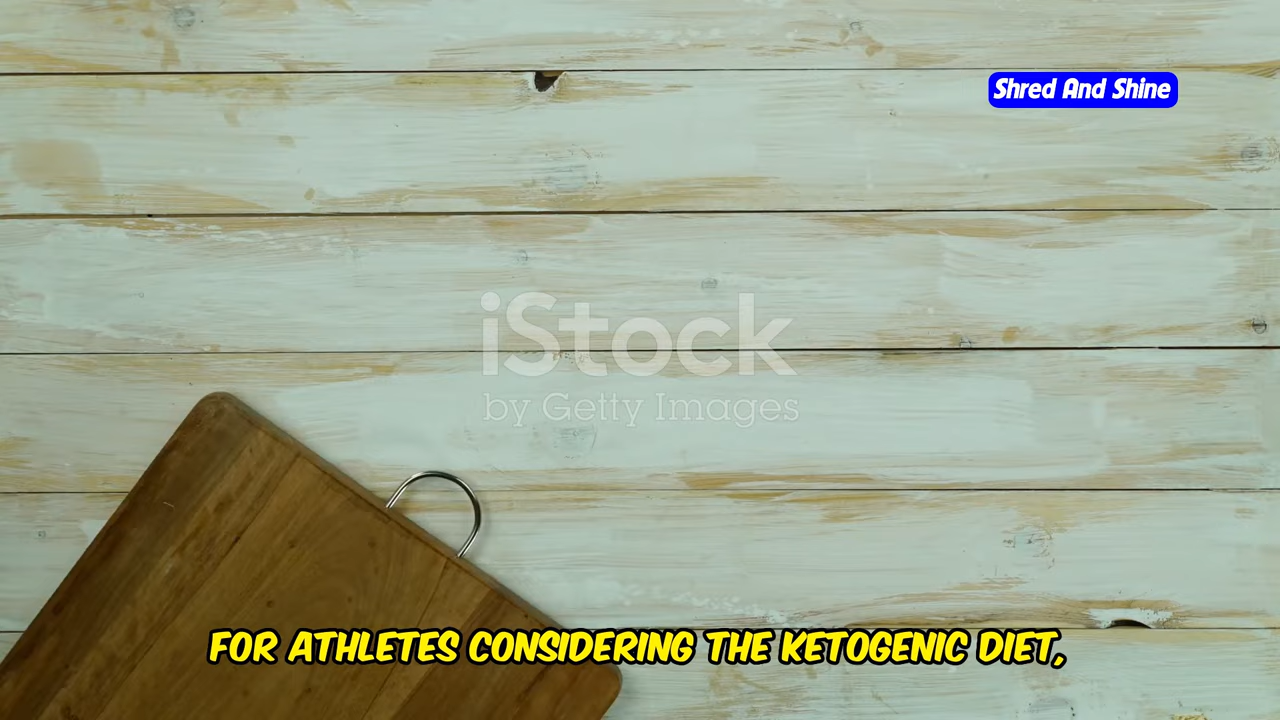 Shred And Shine
iStock
by Getty Images
FOR ATHLETES CONSIDERING THE KETOGENIC DIET,